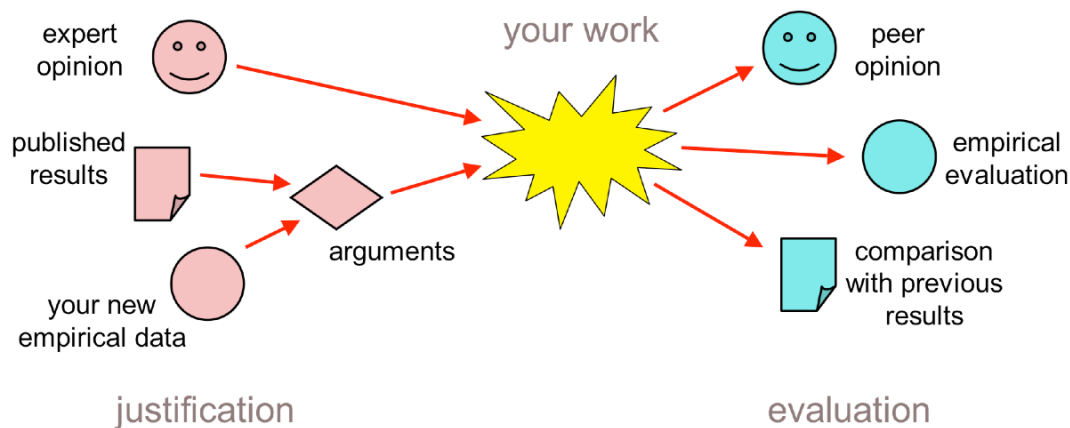 your work
expert
opinion
published
results
arguments
your new
empirical data
peer
opinion
empirical
evaluation
comparison
with previous
results
justification
evaluation